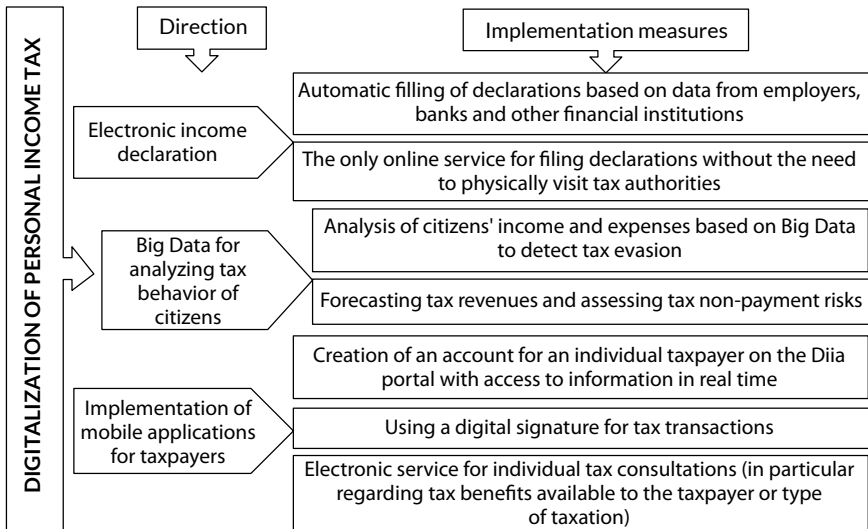 DIGITALIZATION OF PERSONAL INCOME TAX
Direction
Implementation measures
Electronic income
declaration
Automatic filling of declarations based on data from employers,
banks and other financial institutions
The only online service for filing declarations without the need
to physically visit tax authorities
Big Data for
analyzing tax
behavior of
citizens
Analysis of citizens' income and expenses based on Big Data
to detect tax evasion
Forecasting tax revenues and assessing tax non-payment risks
Implementation of
mobile applications
for taxpayers
Creation of an account for an individual taxpayer on the Diia
portal with access to information in real time
Using a digital signature for tax transactions
Electronic service for individual tax consultations (in particular
regarding tax benefits available to the taxpayer or type
of taxation)